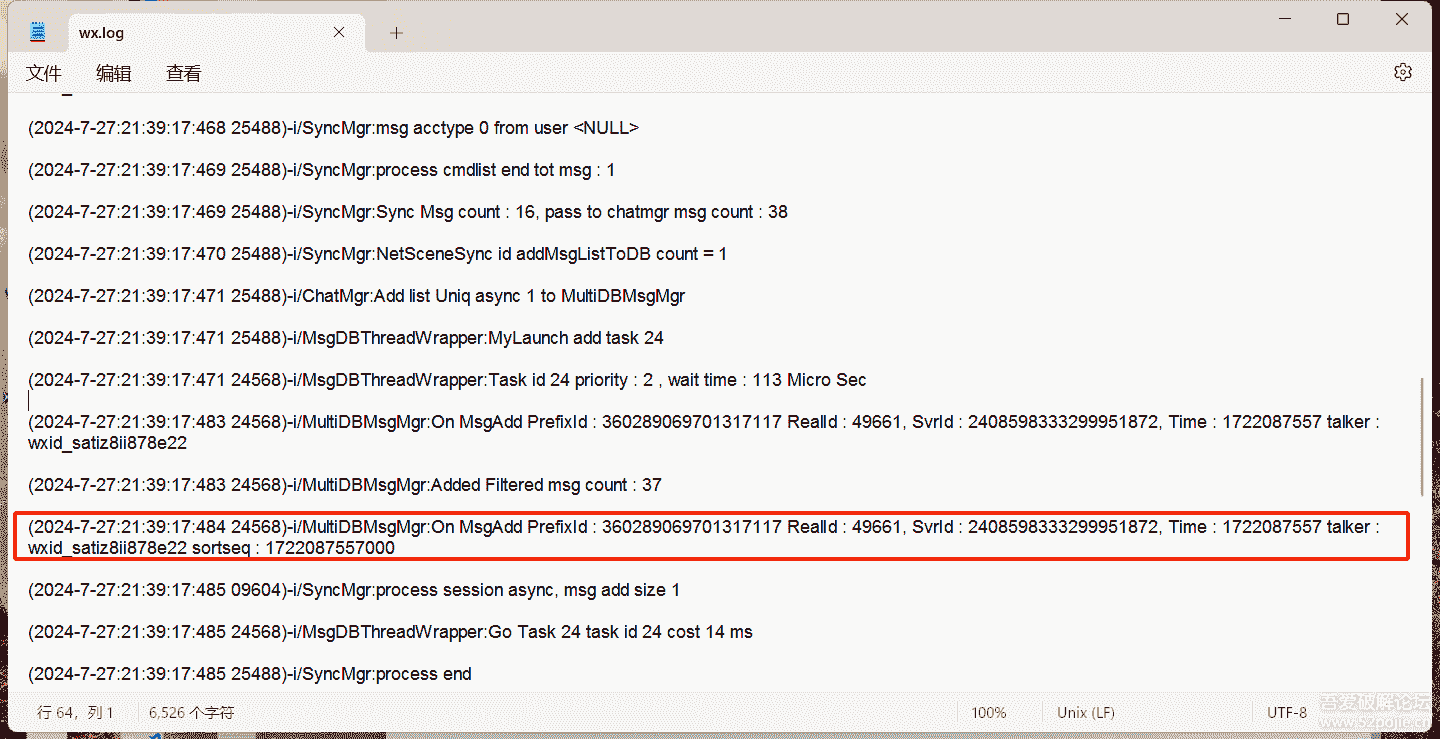 wx.log
文件 编辑 查看
(2024-7-27:21:39:17:468 25488)-i/SyncMgr:msg acctype 0 from user <NULL>
(2024-7-27:21:39:17:469 25488)-i/SyncMgr:process cmdlist end tot msg : 1
(2024-7-27:21:39:17:469 25488)-i/SyncMgr:Sync Msg count : 16, pass to chatmgr msg count : 38
(2024-7-27:21:39:17:470 25488)-i/SyncMgr:NetSceneSync id addMsgListToDB count = 1
(2024-7-27:21:39:17:471 25488)-i/ChatMgr:Add list Uniq async 1 to MultiDBMsgMgr
(2024-7-27:21:39:17:471 25488)-i/MsgDBThreadWrapper:MyLaunch add task 24
(2024-7-27:21:39:17:471 24568)-i/MsgDBThreadWrapper:Task id 24 priority : 2 , wait time : 113 Micro Sec
(2024-7-27:21:39:17:483 24568)-i/MultiDBMsgMgr:On MsgAdd PrefixId : 360289069701317117 RealId : 49661, SvrId : 2408598333299951872, Time : 1722087557 talker :
wxid_satiz8ii878e22
(2024-7-27:21:39:17:483 24568)-i/MultiDBMsgMgr:Added Filtered msg count : 37
(2024-7-27:21:39:17:484 24568)-i/MultiDBMsgMgr:On MsgAdd PrefixId : 360289069701317117 RealId : 49661, SvrId : 2408598333299951872, Time : 1722087557 talker :
wxid_satiz8ii878e22 sortseq : 1722087557000
(2024-7-27:21:39:17:485 09604)-i/SyncMgr:process session async, msg add size 1
(2024-7-27:21:39:17:485 24568)-i/MsgDBThreadWrapper:Go Task 24 task id 24 cost 14 ms
(2024-7-27:21:39:17:485 25488)-i/SyncMgr:process end
行 64，列 1 6,526 个字符 100% Unix (LF) UTF-8
吾爱破解论坛
www.52pojie.cn